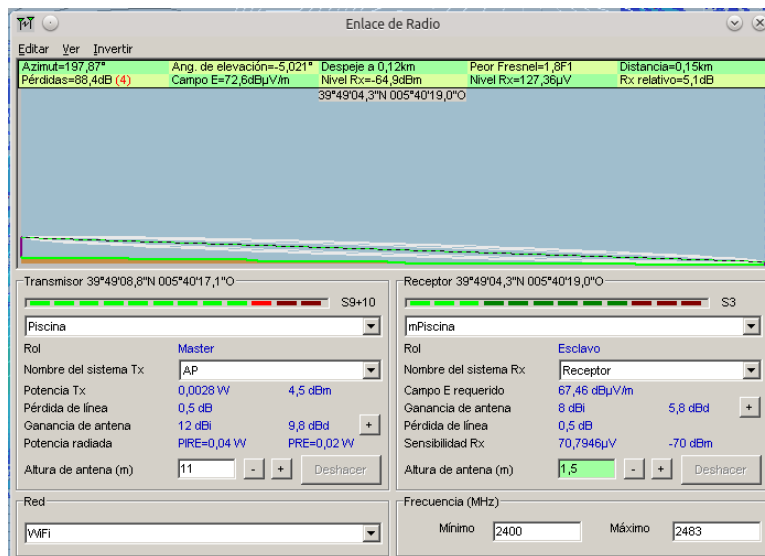 Enlace de Radio
Editar Ver Invertir
Azimut=197,87° Ang. de elevación=-5,021° Despeje a 0,12km Peor Fresnel=1,8F1 Distancia=0,15km
Pérdidas=88,4dB (4) Campo E=72,6dBµV/m Nivel Rx=-64,9dBm Nivel Rx=127,36µV Rx relativo=5,1dB
39°49'04,3"N 005°40'19,0"O
Transmisor 39°49'08,8"N 005°40'17,1"O
S9+10
Piscina
Rol Master
Nombre del sistema Tx AP
Potencia Tx 0,0028 W 4,5 dBm
Pérdida de línea 0,5 dB
Ganancia de antena 12 dBi 9,8 dBd +
Potencia radiada PIRE=0,04 W PRE=0,02 W
Altura de antena (m) 11 - + Deshacer
Receptor 39°49'04,3"N 005°40'19,0"O
S3
mPiscina
Rol Esclavo
Nombre del sistema Rx Receptor
Campo E requerido 67,46 dBµV/m
Ganancia de antena 8 dBi 5,8 dBd +
Pérdida de línea 0,5 dB
Sensibilidad Rx 70,7946µV -70 dBm
Altura de antena (m) 1,5 - + Deshacer
Red
WiFi
Frecuencia (MHz)
Mínimo 2400 Máximo 2483